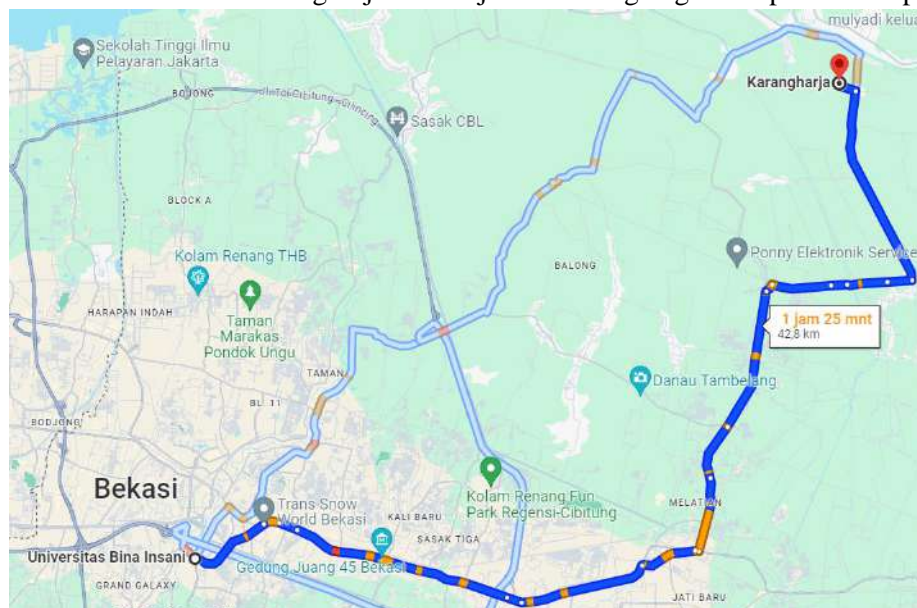 mulyadi kelua
Sekolah Tinggi Ilmu
Pelayaran Jakarta
BOJONG
Jl. Tol Cibitung - Cilincing
Karangharja
Sasak CBL
BLOCK A
Kolam Renang THB
Ponny Elektronik Service
BALONG
HARAPAN INDAH
Taman
Marakas
Pondok Ungu
1 jam 25 mnt
42,8 km
TAMAN
Danau Tambelang
BL. 11
BODJONG
Bekasi
Trans Snow
World Bekasi
Kolam Renang Fun
Park Regensi-Cibitung
MELATIAN
KALI BARU
SASAK TIGA
Universitas Bina Insani
Gedung Juang 45 Bekasi
GRAND GALAXY
JATI BARU